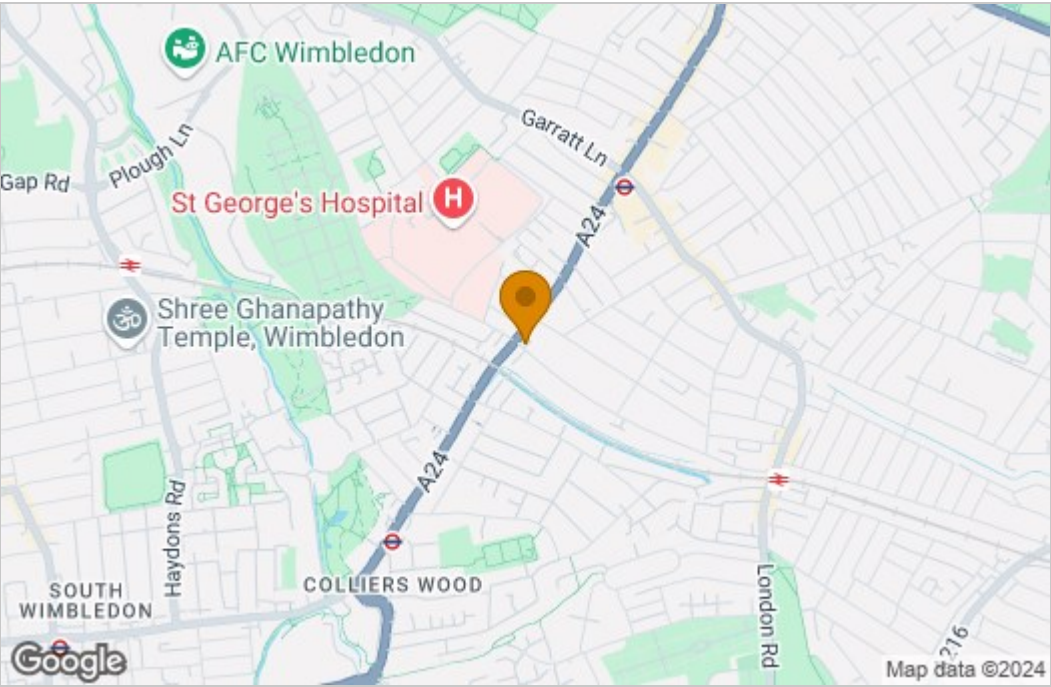 AFC Wimbledon
Garratt Ln
Plough Ln
Gap Rd
St George's Hospital
H
A24
Shree Ghanapathy
Temple, Wimbledon
A24
Haydons Rd
COLLIERS WOOD
SOUTH
WIMBLEDON
London Rd
216
Google
Map data ©2024